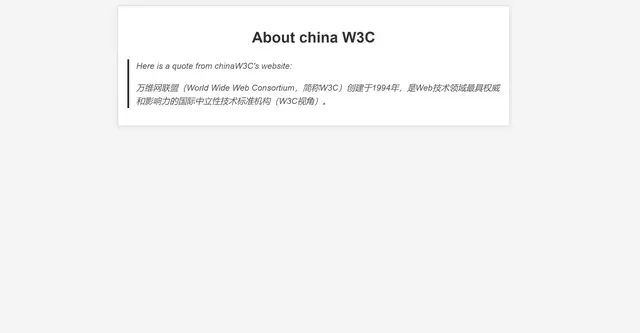 About china W3C
Here is a quote from chinaW3C's website:
万维网联盟（World Wide Web Consortium，简称W3C）创建于1994年，是Web技术领域最具权威
和影响力的国际中立性技术标准机构（W3C视角）。